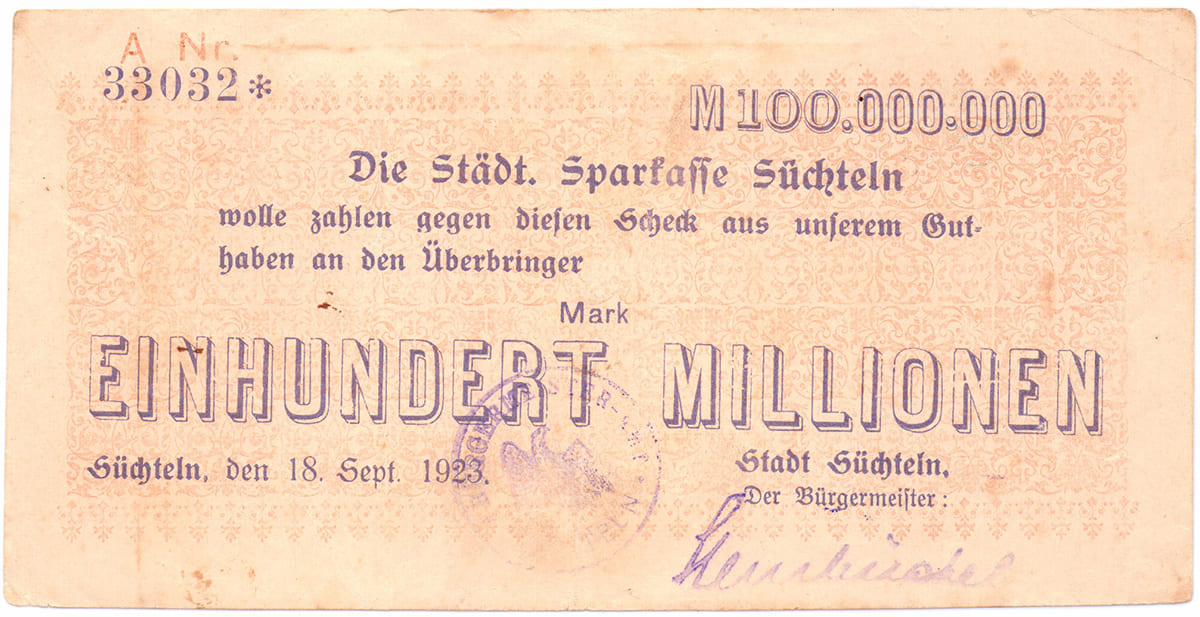 A Nr.
33032*
M 100.000.000
Die Städt. Sparkasse Süchteln
wolle zahlen gegen diesen Scheck aus unserem Gut-
haben an den Überbringer
Mark
EINHUNDERT MILLIONEN
Süchteln, den 18. Sept. 1923.
Stadt Süchteln.
Der Bürgermeister: